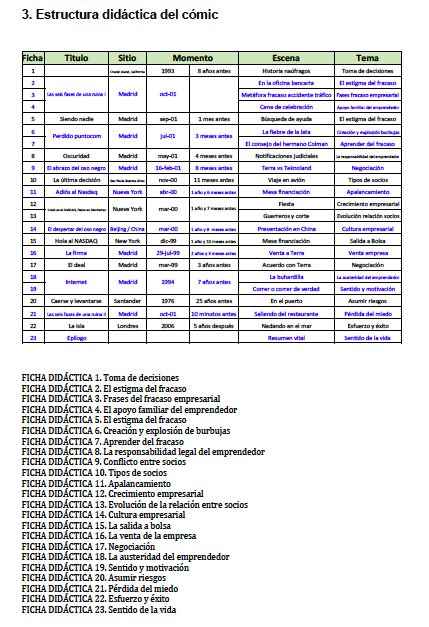 3. Estructura didáctica del cómic
Ficha Titulo Sitio Momento Escena Tema
1 1993 8 años antes Historia naúfragos Toma de decisiones
2 En la oficina bancaria El estigma del fracaso
Las seis fases de una ruina I Madrid oct-01
3 Metáfora fracaso accidente tráfico Fases fracaso empresarial
4 Cena de celebración Apoyo familiar del emprendedor
5 Siendo nadie Madrid sep-01 1 mes antes Búsqueda de ayuda El estigma del fracaso
6 La fiebre de la lata Creación y explosión burbujas
Perdido puntocom Madrid jul-01 3 meses antes
7 El consejo del hermano Colman Aprender del fracaso
8 Oscuridad Madrid may-01 4 meses antes Notificaciones judiciales La responsabilidad del emprendedor
9 El abrazo del oso negro Madrid 16-feb-01 8 meses antes Terra vs Teknoland Negociación
10 La última decisión nov-00 11 meses antes Viaje en avión Tipos de socios
11 Adiós al Nasdaq Nueva York abr-00 1 año y 6 meses antes Mesa financiación Apalancamiento
12 Fiesta Crecimiento empresarial
Nueva York mar-00 1 año y 7 meses antes
13 Guerreros y corte Evolución relación socios
14 El despertar del oso negro Beijing / China mar-00 Presentación en China Cultura empresarial
15 Hola al NASDAQ New York dic-99 1 año y 10 meses antes Mesa financiación Salida a Bolsa
16 La firma Madrid 29-jul-99 Venta a Terra Venta empresa
17 El deal Madrid mar-99 3 años antes Acuerdo con Terra Negociación
18 La buhardilla La austeridad del emprendedor
Internet Madrid 1994 7 años antes
19 Correr o correr de verdad Sentido y motivación
20 Caerse y levantarse Santander 1976 25 años antes En el puerto Asumir riesgos
21 Las seis fases de una ruina II Madrid oct-01 10 minutos antes Saliendo del restaurante Pérdida del miedo
22 La isla Londres 2006 5 años después Nadando en el mar Esfuerzo y éxito
23 Epílogo Resumen vital Sentido de la vida
FICHA DIDÁCTICA 1. Toma de decisiones
FICHA DIDÁCTICA 2. El estigma del fracaso
FICHA DIDÁCTICA 3. Frases del fracaso empresarial
FICHA DIDÁCTICA 4. El apoyo familiar del emprendedor
FICHA DIDÁCTICA 5. El estigma del fracaso
FICHA DIDÁCTICA 6. Creación y explosión de burbujas
FICHA DIDÁCTICA 7. Aprender del fracaso
FICHA DIDÁCTICA 8. La responsabilidad legal del emprendedor
FICHA DIDÁCTICA 9. Conflicto entre socios
FICHA DIDÁCTICA 10. Tipos de socios
FICHA DIDÁCTICA 11. Apalancamiento
FICHA DIDÁCTICA 12. Crecimiento empresarial
FICHA DIDÁCTICA 13. Evolución de la relación entre socios
FICHA DIDÁCTICA 14. Cultura empresarial
FICHA DIDÁCTICA 15. La salida a bolsa
FICHA DIDÁCTICA 16. La venta de la empresa
FICHA DIDÁCTICA 17. Negociación
FICHA DIDÁCTICA 18. La austeridad del emprendedor
FICHA DIDÁCTICA 19. Sentido y motivación
FICHA DIDÁCTICA 20. Asumir riesgos
FICHA DIDÁCTICA 21. Pérdida del miedo
FICHA DIDÁCTICA 22. Esfuerzo y éxito
FICHA DIDÁCTICA 23. Sentido de la vida